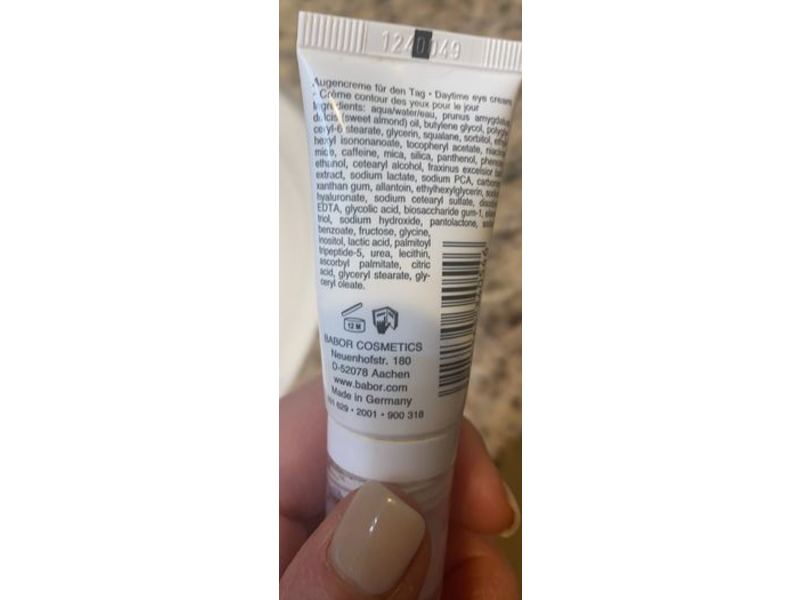 1240049
Augencreme für den Tag • Daytime eye cream
• Crème contour des yeux pour le jour
Ingredients: aqua/water/eau, prunus amygdalus
dulcis (sweet almond) oil, butylene glycol,
ceryl-6 stearate, glycerin, squalane, sorbitol,
hexyl isononanoate, tocopheryl acetate,
mide, caffeine, mica, silica, panthenol,
ethanol, cetearyl alcohol, fraxinus excelsior bark
extract, sodium lactate, sodium PCA,
xanthan gum, allantoin, ethylhexylglycerin,
hyaluronate, sodium cetearyl sulfate,
EDTA, glycolic acid, biosaccharide gum-1,
triol, sodium hydroxide, pantolactone,
benzoate, fructose, glycine,
inositol, lactic acid, palmitoyl
tripeptide-5, urea, lecithin,
ascorbyl palmitate, citric
acid, glyceryl stearate, gly-
ceryl oleate.
12 M
BABOR COSMETICS
Neuenhofstr. 180
D-52078 Aachen
www.babor.com
Made in Germany
829 • 2001 • 900 318